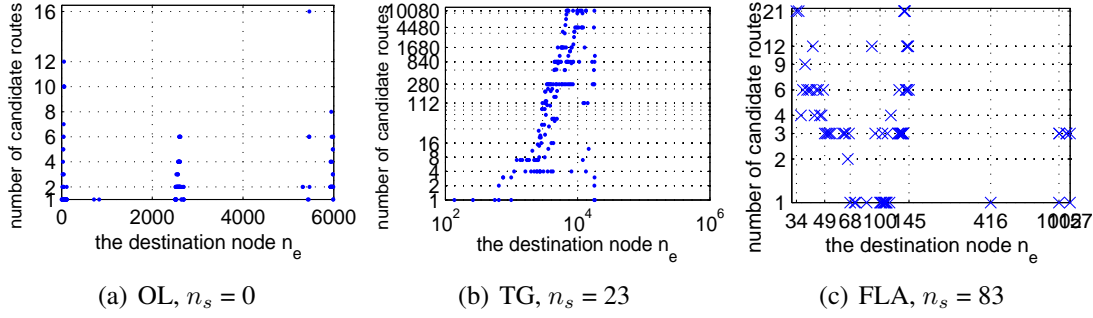 number of candidate routes
16
12
10
8
6
4
2
1
0 2000 4000 6000
the destination node n_e
(a) OL, n_s = 0
number of candidate routes
10080
4480
1680
840
280
112
16
8
4
2
1
10^2 10^4 10^6
the destination node n_e
(b) TG, n_s = 23
number of candidate routes
21
12
9
6
4
3
2
1
34 49 68 100 145 416
the destination node n_e
(c) FLA, n_s = 83